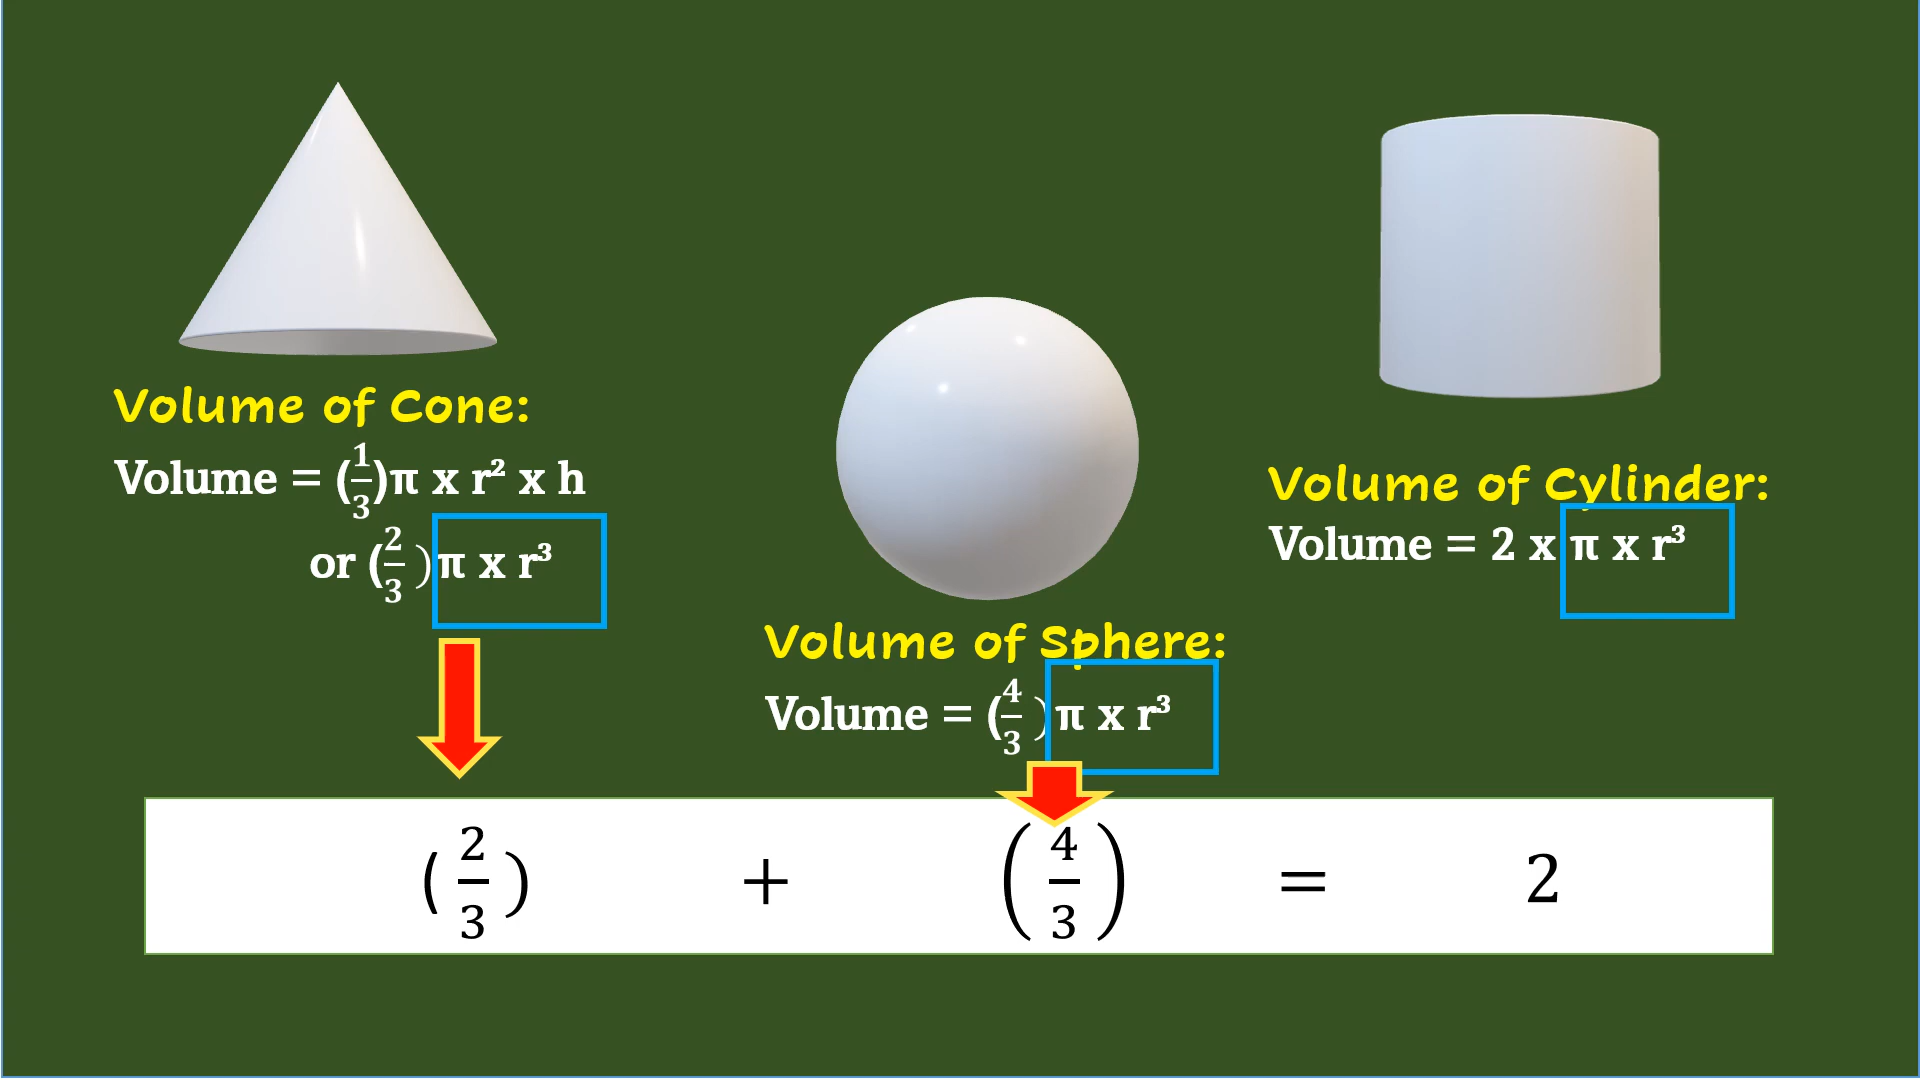 Volume of Cone:
Volume = (1/3)π x r² x h
or (2/3)π x r³
Volume of Sphere:
Volume = (4/3)π x r³
Volume of Cylinder:
Volume = 2 x π x r³
(2/3) + (4/3) = 2